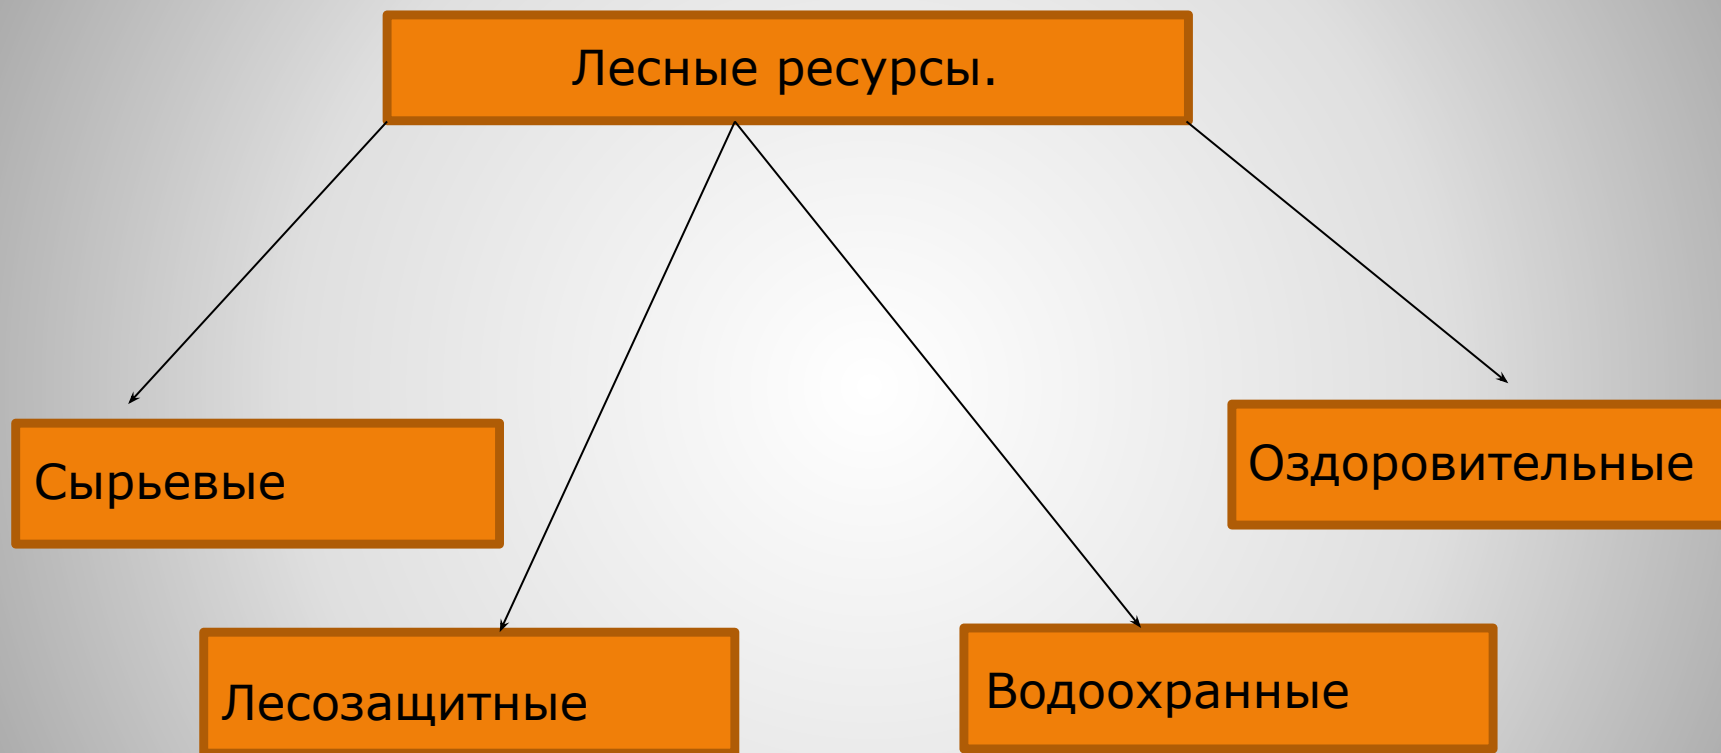 Лесные ресурсы.
Сырьевые
Оздоровительные
Лесозащитные
Водоохранные